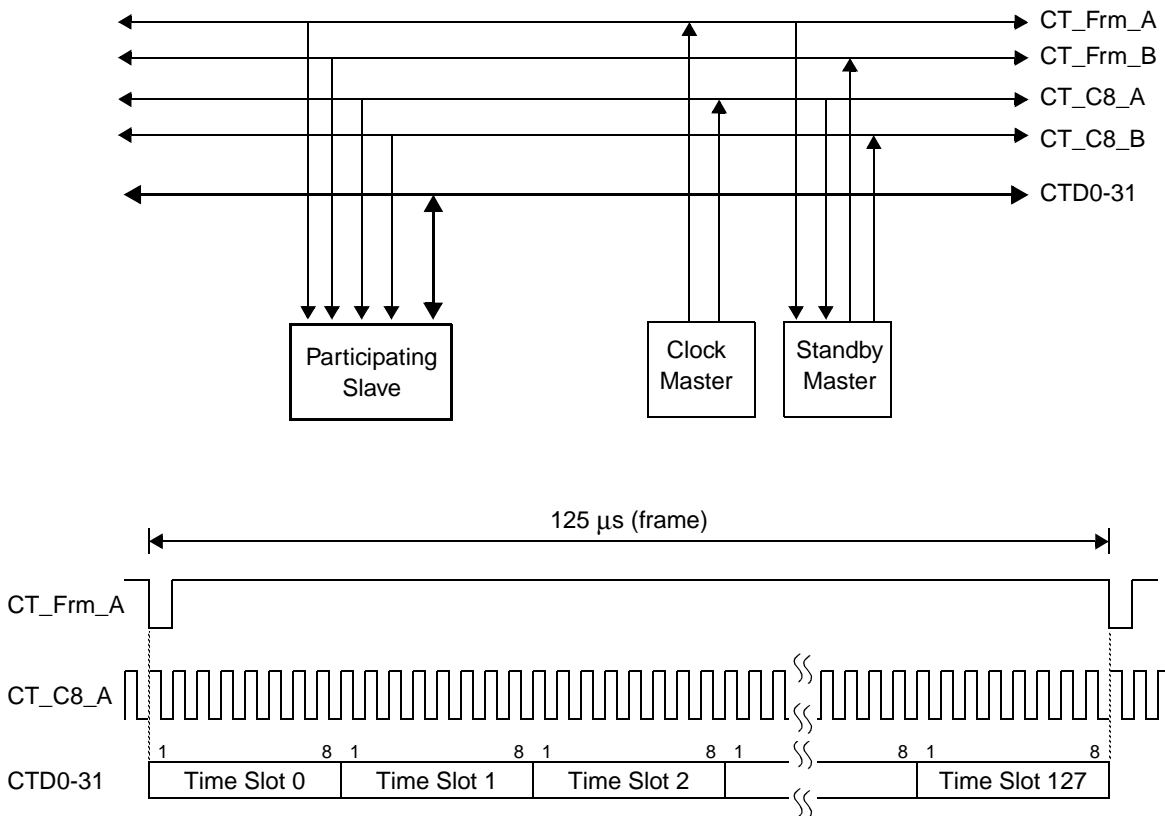 CT_Frm_A
CT_Frm_B
CT_C8_A
CT_C8_B
CTD0-31
Participating
Slave
Clock
Master
Standby
Master
125 μs (frame)
CT_Frm_A
CT_C8_A
1 8 1 8 1 8 1 8 1 8
CTD0-31 Time Slot 0 Time Slot 1 Time Slot 2 Time Slot 127